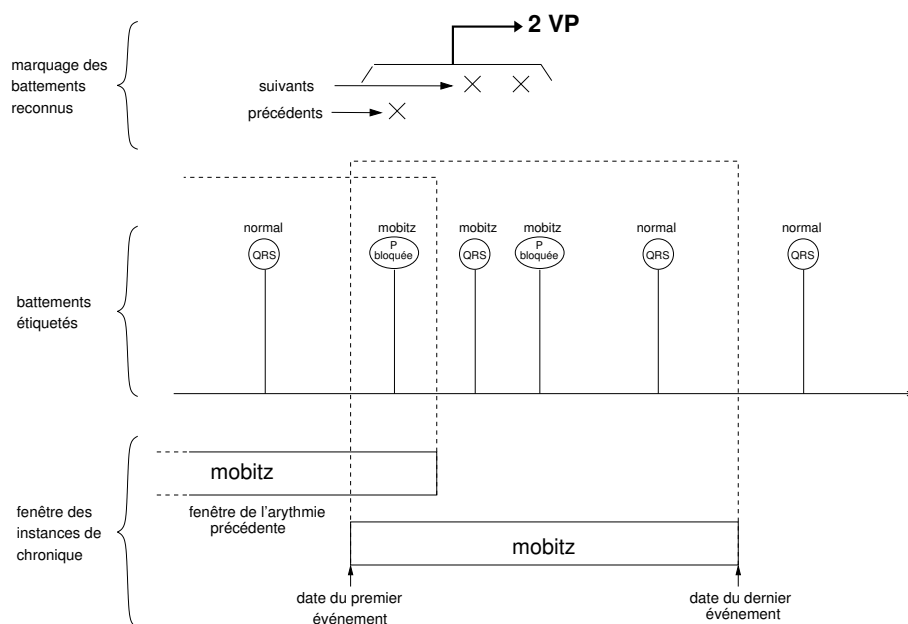 2 VP
marquage des
battements
reconnus
suivants
précédents
normal
mobitz
mobitz
mobitz
normal
normal
QRS
P
bloquée
QRS
P
bloquée
QRS
QRS
battements
étiquetés
mobitz
fenêtre de l'arythmie
précédente
fenêtre des
instances de
chronique
mobitz
date du premier
événement
date du dernier
événement